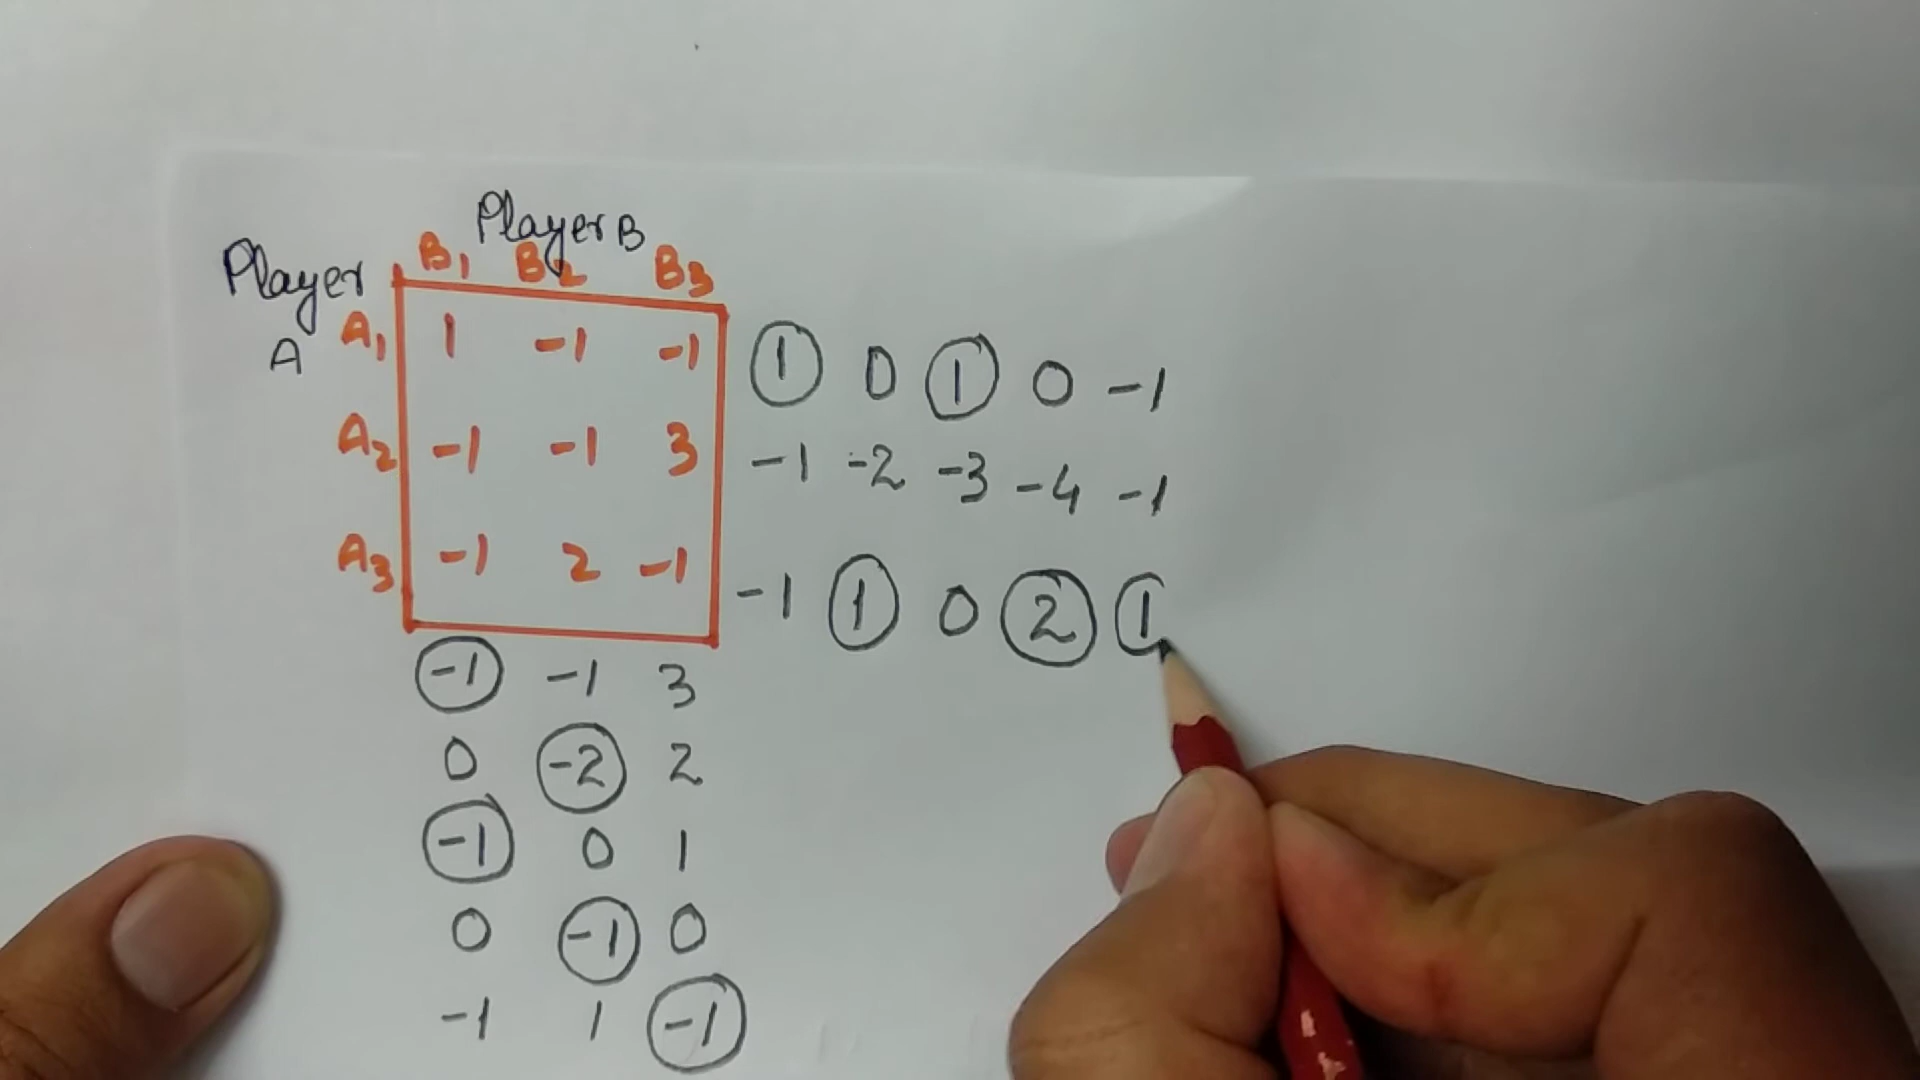 Player B
Player A
B1 B2 B3
A1 1 -1 -1 1 0 1 0 -1
A2 -1 -1 3 -1 -2 -3 -4 -1
A3 -1 2 -1 -1 1 0 2 1
-1 -1 3
0 -2 2
-1 0 1
0 -1 0
-1 1 -1